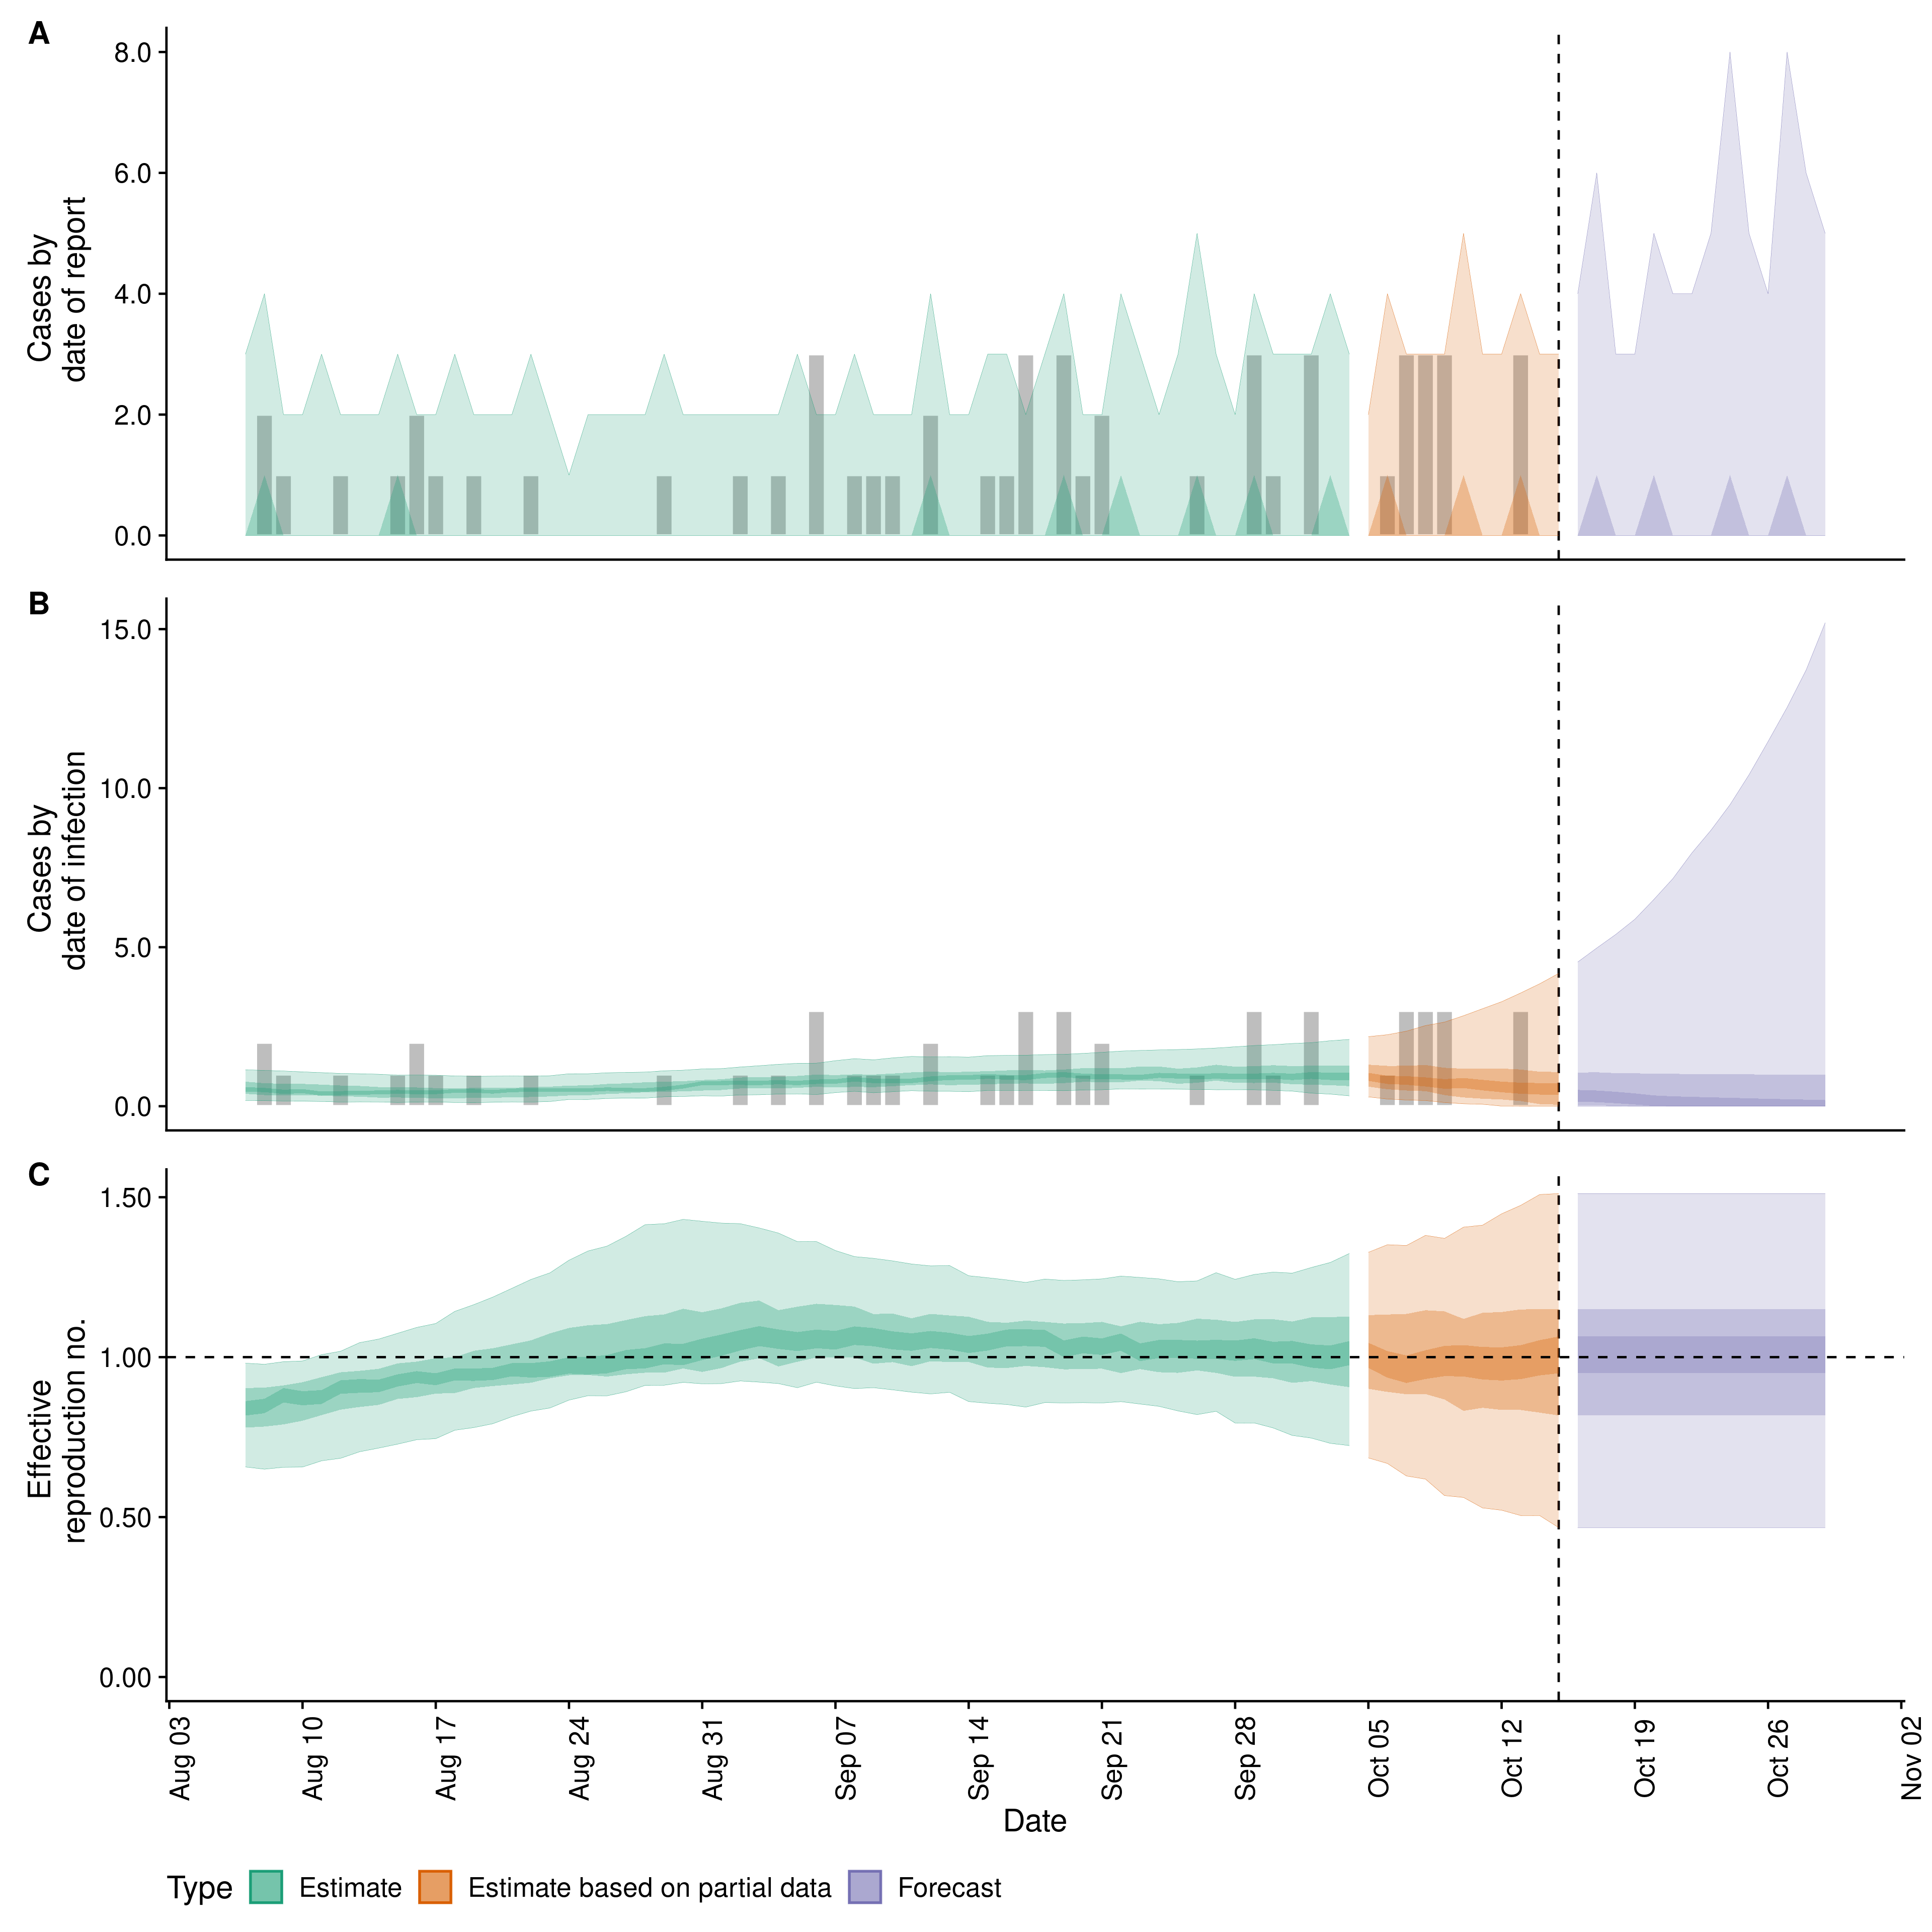 A
8.0
6.0
4.0
2.0
0.0
Cases by
date of report
B
15.0
10.0
5.0
0.0
Cases by
date of infection
C
1.50
1.00
0.50
0.00
Effective
reproduction no.
Aug 03
Aug 10
Aug 17
Aug 24
Aug 31
Sep 07
Sep 14
Sep 21
Sep 28
Oct 05
Oct 12
Oct 19
Oct 26
Nov 02
Date
Type Estimate Estimate based on partial data Forecast